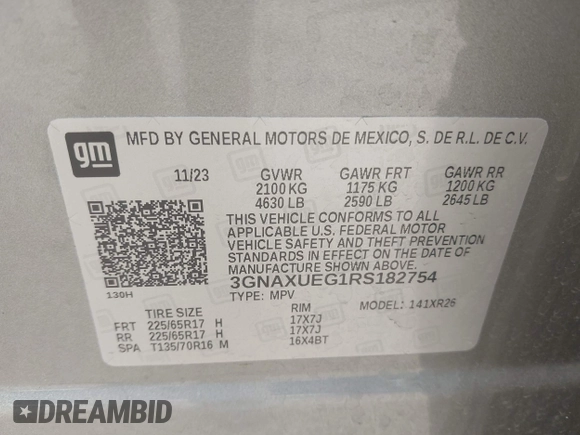 gm MFD BY GENERAL MOTORS DE MEXICO, S. DE R.L. DE C.V.
11/23 GVWR GAWR FRT GAWR RR
2100 KG 1175 KG 1200 KG
4630 LB 2590 LB 2645 LB
THIS VEHICLE CONFORMS TO ALL
APPLICABLE U.S. FEDERAL MOTOR
VEHICLE SAFETY AND THEFT PREVENTION
STANDARDS IN EFFECT ON THE DATE OF
MANUFACTURE SHOWN ABOVE.
3GNAXUEG1RS182754
130H TYPE: MPV MODEL: 141XR26
TIRE SIZE RIM
FRT 225/65R17 H 17X7J
RR 225/65R17 H 17X7J
SPA T135/70R16 M 16X4BT
DREAMBID